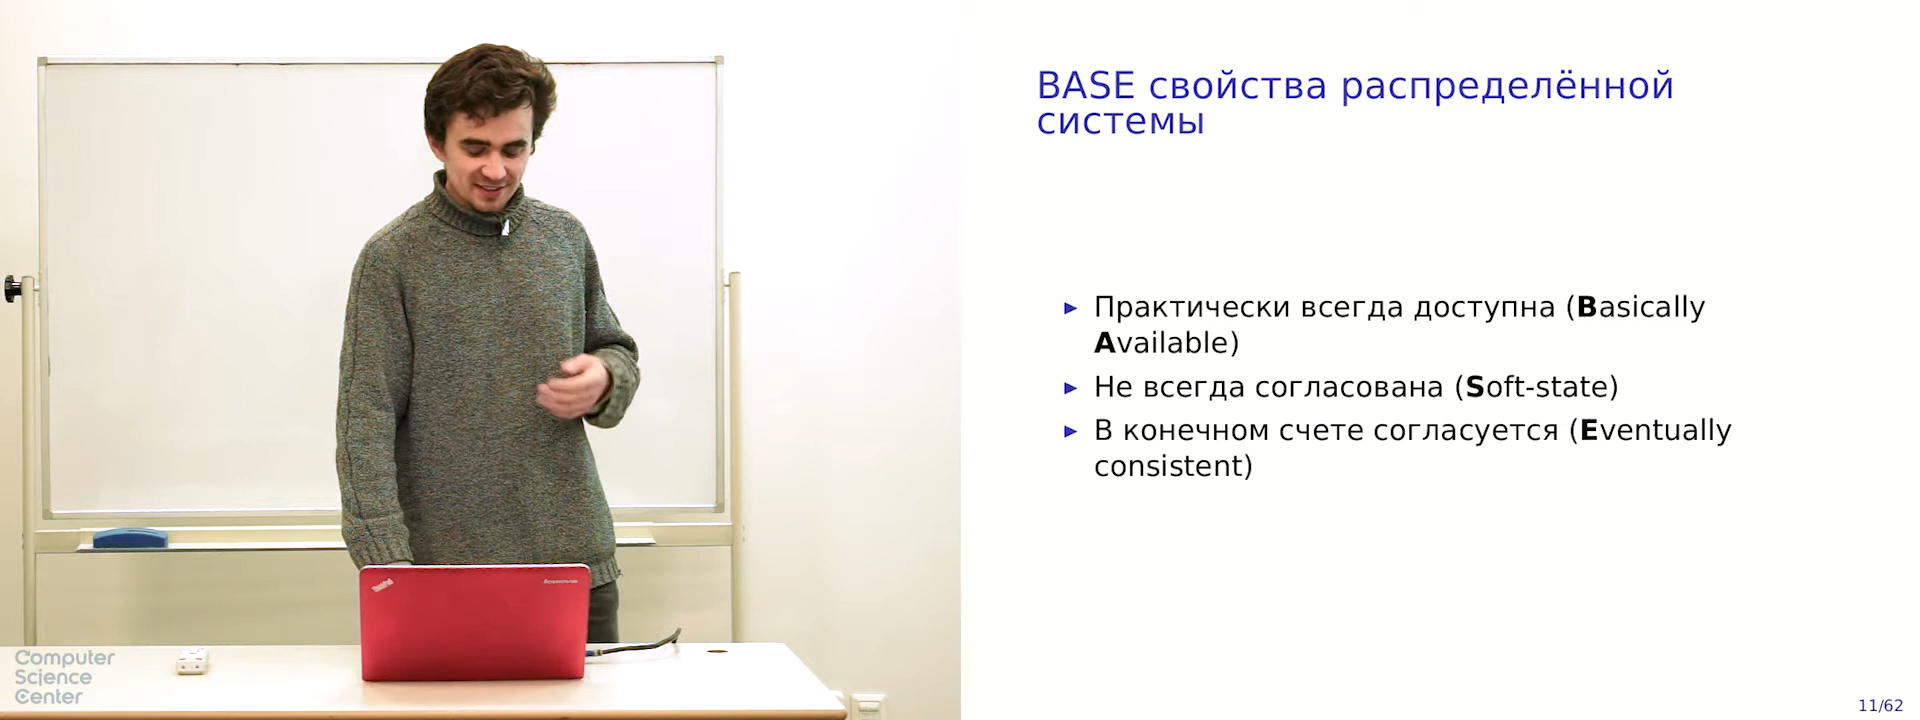 BASE свойства распределённой
системы
▸ Практически всегда доступна (Basically
Available)
▸ Не всегда согласована (Soft-state)
▸ В конечном счете согласуется (Eventually
consistent)
11/62
ThinkPad
Computer
Science
Center